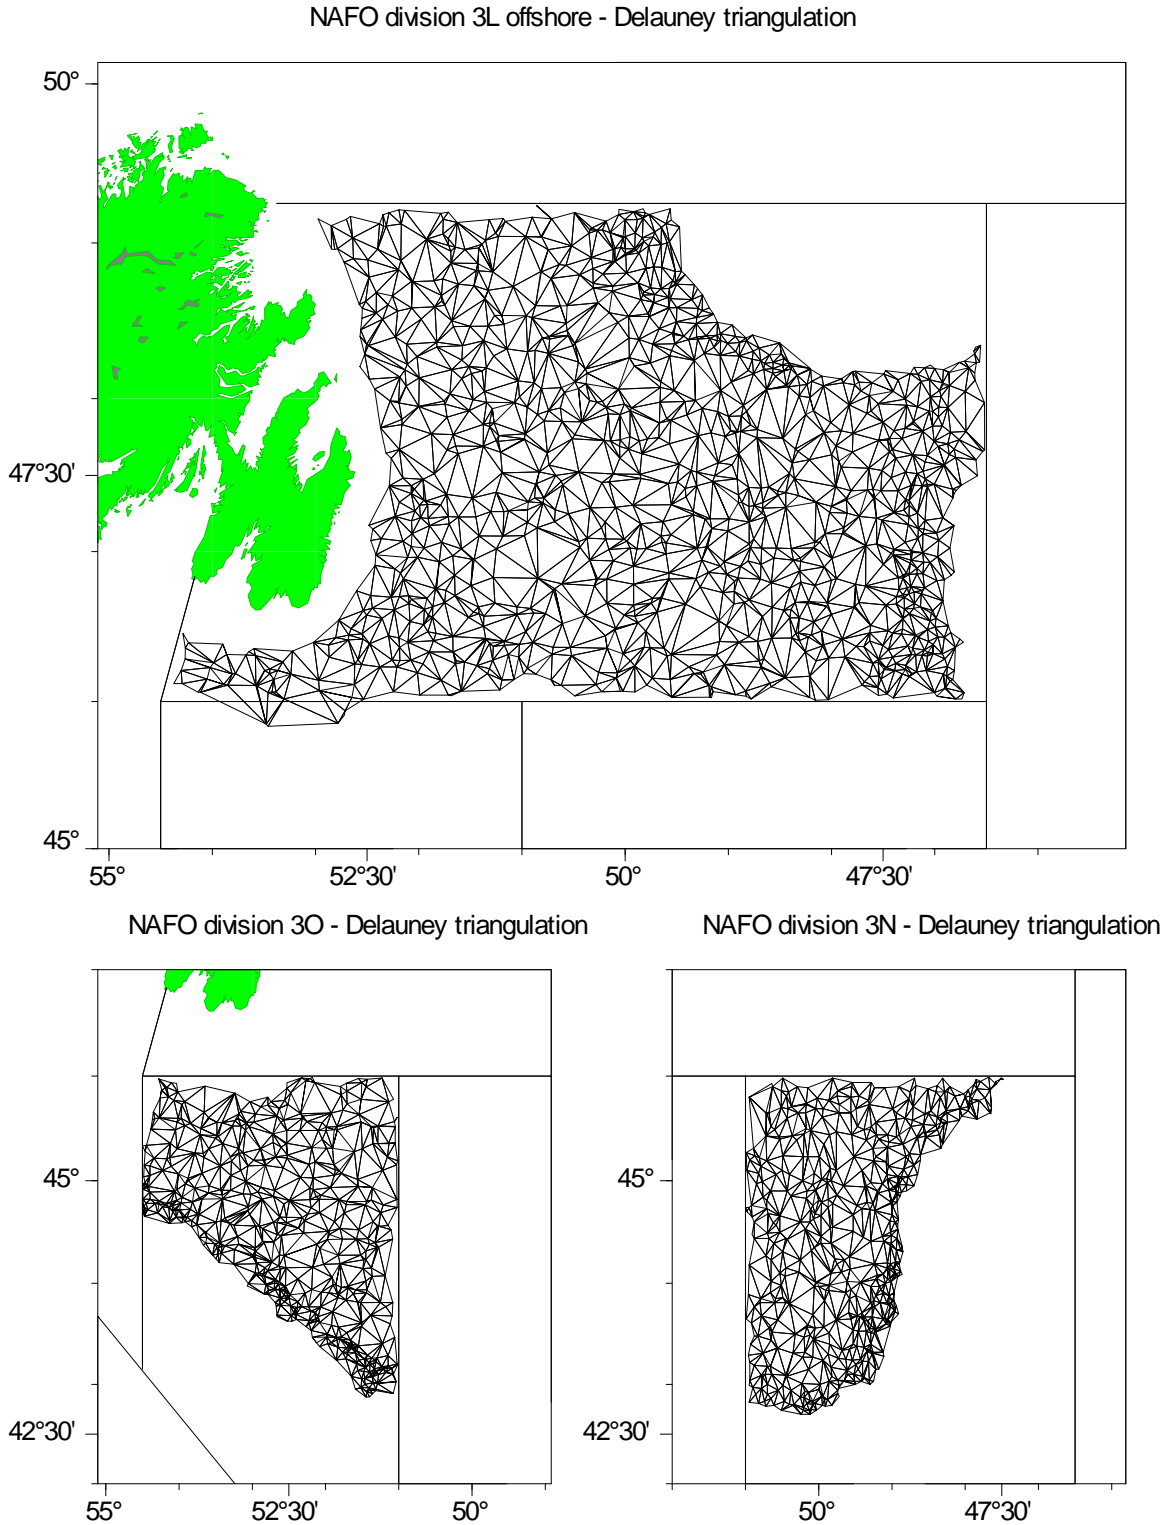 NAFO division 3L offshore - Delauney triangulation
50°
47°30'
45°
55° 52°30' 50° 47°30'
NAFO division 3O - Delauney triangulation
45°
42°30'
55° 52°30' 50°
NAFO division 3N - Delauney triangulation
45°
42°30'
50° 47°30'